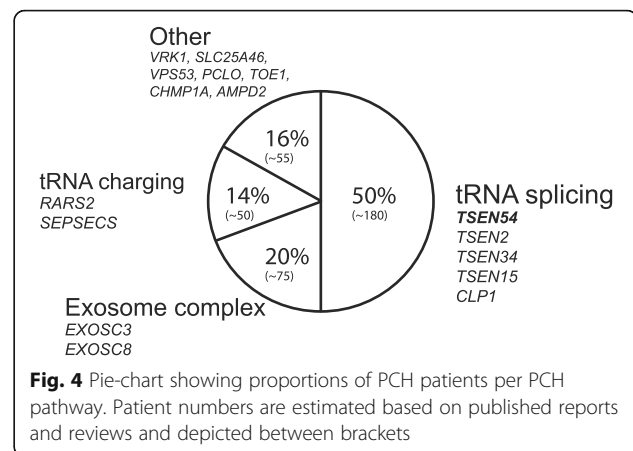 Other
VRK1, SLC25A46,
VPS53, PCLO, TOE1,
CHMP1A, AMPD2
16%
(~55)
tRNA charging
RARS2
SEPSECS
14%
(~50)
50%
(~180)
tRNA splicing
TSEN54
TSEN2
TSEN34
TSEN15
CLP1
20%
(~75)
Exosome complex
EXOSC3
EXOSC8
Fig. 4 Pie-chart showing proportions of PCH patients per PCH
pathway. Patient numbers are estimated based on published reports
and reviews and depicted between brackets